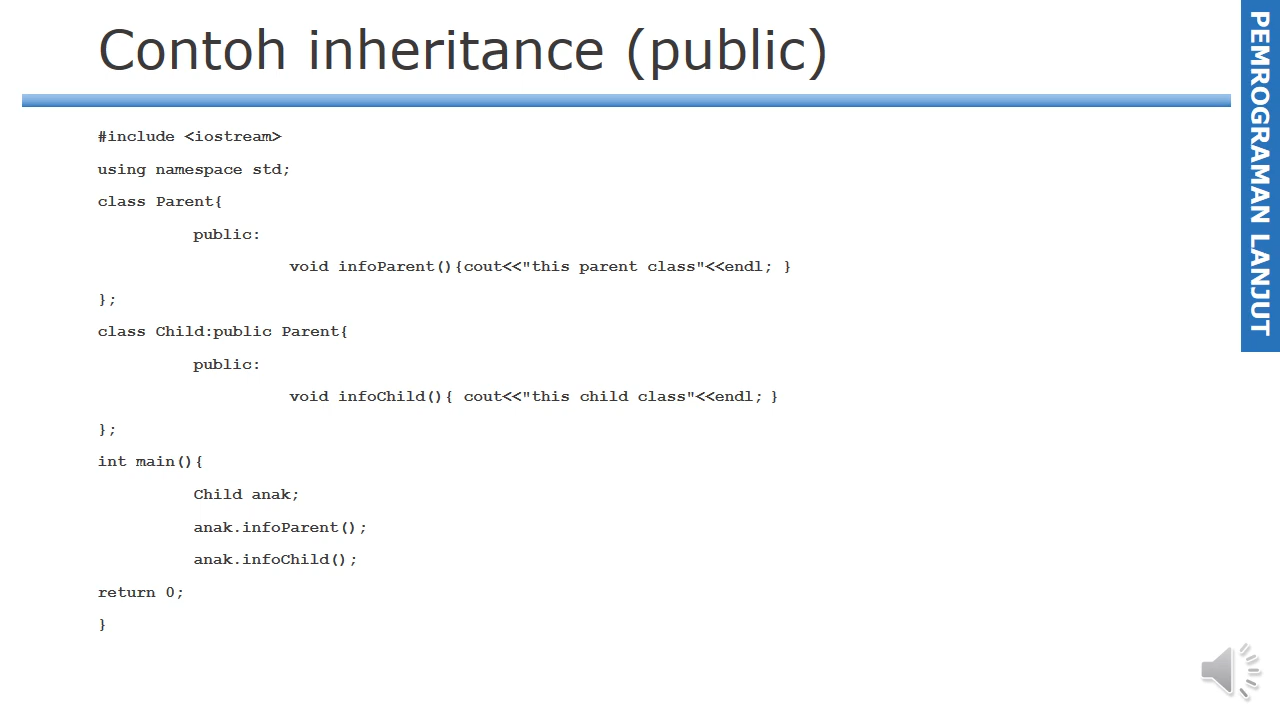 Contoh inheritance (public)
#include <iostream>
using namespace std;
class Parent{
public:
void infoParent(){cout<<"this parent class"<<endl; }
};
class Child:public Parent{
public:
void infoChild(){ cout<<"this child class"<<endl; }
};
int main(){
Child anak;
anak.infoParent();
anak.infoChild();
return 0;
}
PEMROGRAMAN LANJUT